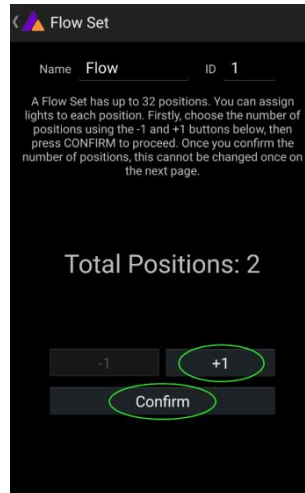 Flow Set
Name Flow ID 1
A Flow Set has up to 32 positions. You can assign
lights to each position. Firstly, choose the number of
positions using the -1 and +1 buttons below, then
press CONFIRM to proceed. Once you confirm the
number of positions, this cannot be changed once on
the next page.
Total Positions: 2
-1 +1
Confirm